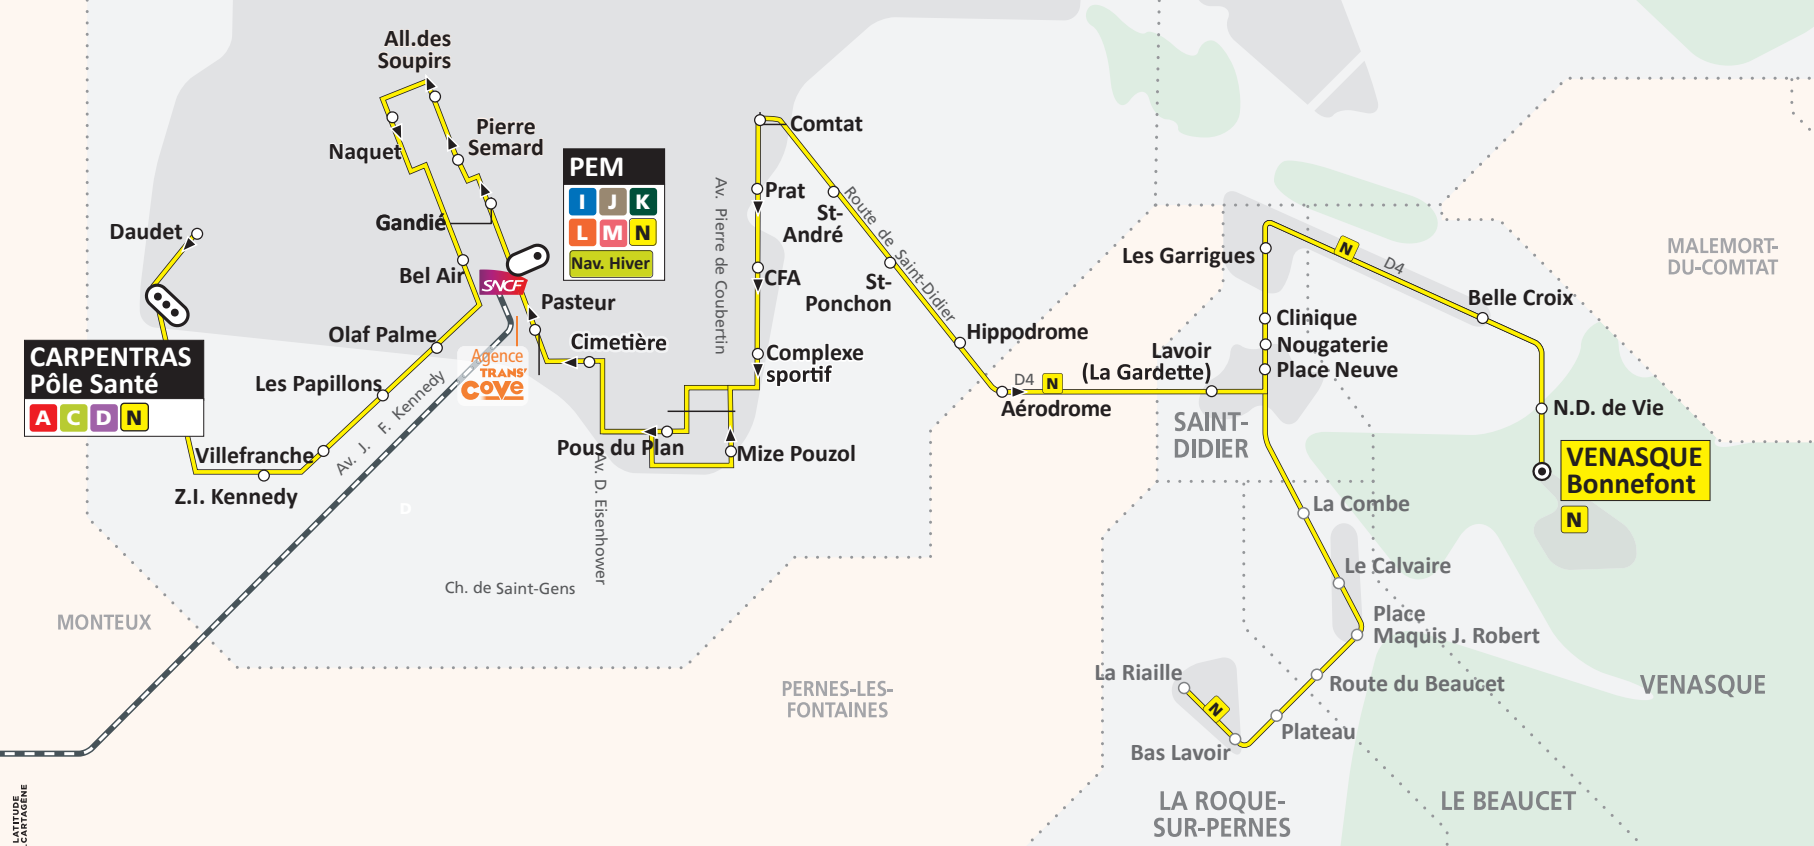 All.des
Soupirs
Pierre
Semard
Naquet
Gandié
Bel Air
Daudet
CARPENTRAS
Pôle Santé
A C D N
Olaf Palme
Les Papillons
Villefranche
Z.I. Kennedy
Av. J. F. Kennedy
PEM
I J K
L M N
Nav. Hiver
SNCF
Pasteur
Agence
TRANS'
COVE
Cimetière
Pous du Plan
Av. D. Eisenhower
Ch. de Saint-Gens
D
Av. Pierre de Coubertin
Comtat
Prat
CFA
Complexe
sportif
Mize Pouzol
St-
André
St-
Ponchon
Route de Saint-Didier
Hippodrome
D4
N
Aérodrome
Lavoir
(La Gardette)
Les Garrigues
Clinique
Nougaterie
Place Neuve
SAINT-
DIDIER
N
D4
Belle Croix
N.D. de Vie
VENASQUE
Bonnefont
N
MALEMORT-
DU-COMTAT
La Combe
Le Calvaire
Place
Maquis J. Robert
Route du Beaucet
Plateau
Bas Lavoir
La Riaille
N
MONTEUX
PERNES-LES-
FONTAINES
VENASQUE
LE BEAUCET
LA ROQUE-
SUR-PERNES
LATITUDE
.CARTAGÈNE